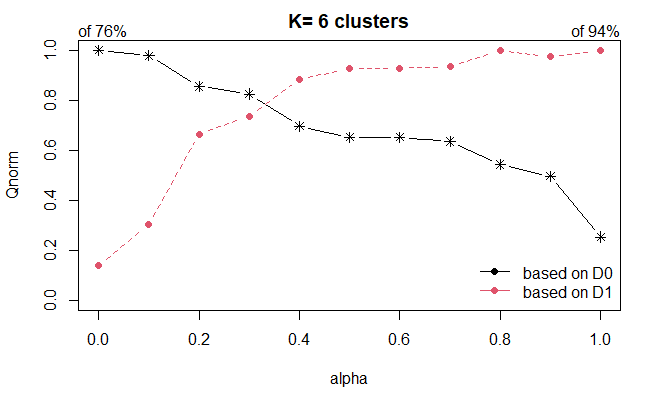 K= 6 clusters
of 76%
of 94%
1.0
0.8
0.6
0.4
0.2
0.0
Qnorm
based on D0
based on D1
0.0 0.2 0.4 0.6 0.8 1.0
alpha